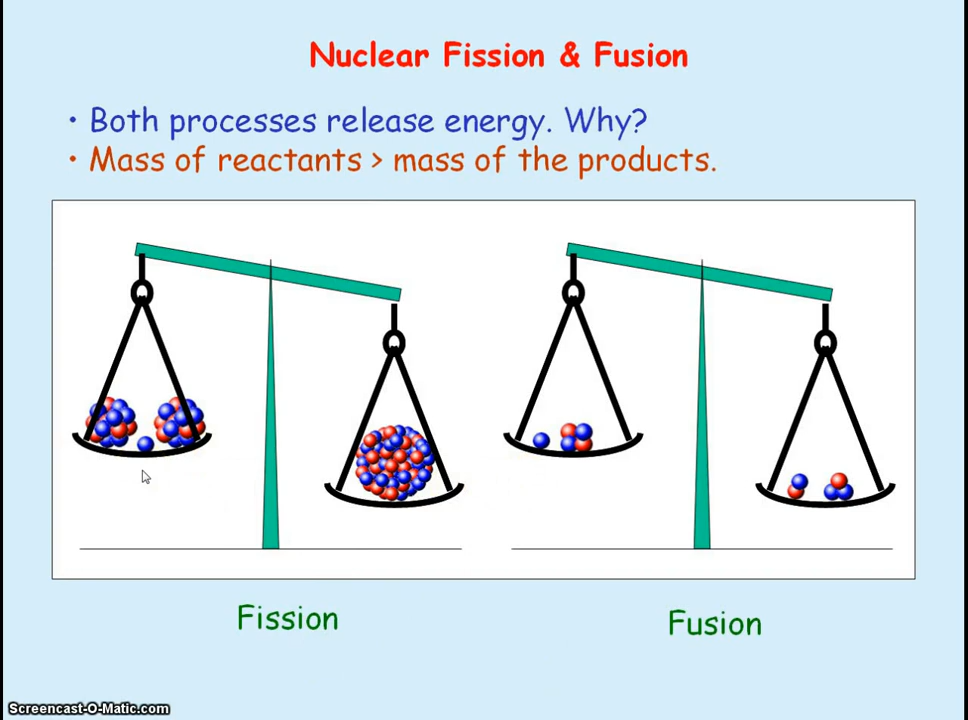 Nuclear Fission & Fusion
• Both processes release energy. Why?
• Mass of reactants > mass of the products.
Fission
Fusion
Screencast-O-Matic.com